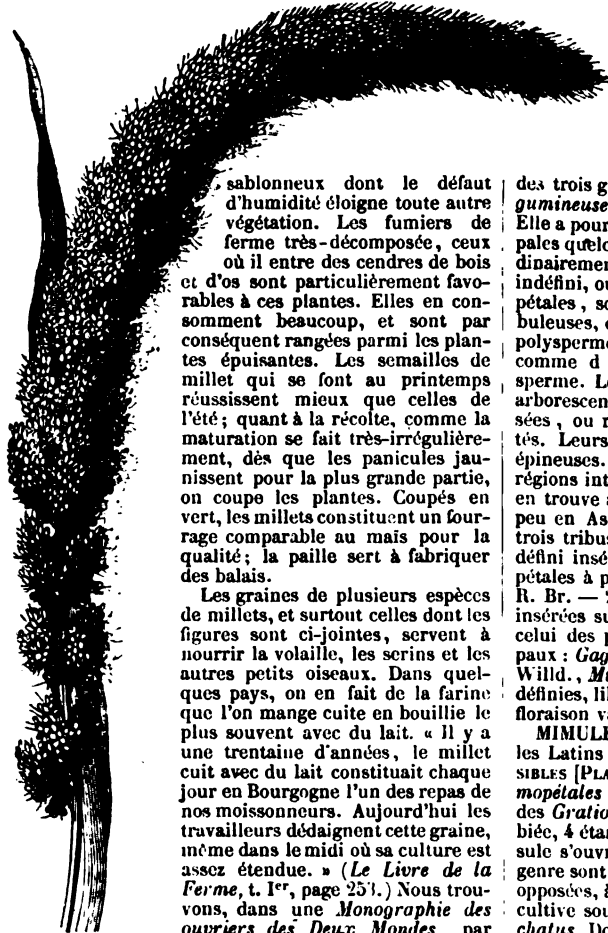 sablonneux dont le défaut
d'humidité éloigne toute autre
végétation. Les fumiers de
ferme très-décomposée, ceux
où il entre des cendres de bois
et d'os sont particulièrement favo-
rables à ces plantes. Elles en con-
somment beaucoup, et sont par
conséquent rangées parmi les plan-
tes épuisantes. Les semailles de
millet qui se font au printemps
réussissent mieux que celles de
l'été ; quant à la récolte, comme la
maturation se fait très-irrégulière-
ment, dès que les panicules jau-
nissent pour la plus grande partie,
on coupe les plantes. Coupés en
vert, les millets constituent un four-
rage comparable au maïs pour la
qualité ; la paille sert à fabriquer
des balais.
Les graines de plusieurs espèces
de millets, et surtout celles dont les
figures sont ci-jointes, servent à
nourrir la volaille, les serins et les
autres petits oiseaux. Dans quel-
ques pays, on en fait de la farine
que l'on mange cuite en bouillie le
plus souvent avec du lait. « Il y a
une trentaine d'années, le millet
cuit avec du lait constituait chaque
jour en Bourgogne l'un des repas de
nos moissonneurs. Aujourd'hui les
travailleurs dédaignent cette graine,
même dans le midi où sa culture est
assez étendue. » (Le Livre de la
Ferme, t. Ier, page 253.) Nous trou-
vons, dans une Monographie des
ouvriers des Deux Mondes, par
des trois g
gumineuse
Elle a pour
pales quelq
dinairemen
indéfini, ou
pétales, so
buleuses,
polysperme
comme d
sperme. L
arborescen
sées, ou r
tés. Leurs
épineuses.
régions int
en trouve
peu en As
trois tribus
défini insé
pétales à p
R. Br. —
insérées su
celui des p
paux : Gag
Willd., M
définies, li
floraison v
MIMULE
les Latins
SIBLES [PLA
mopétales
des Gratio
biée, 4 étar
sule s'ouvr
genre sont
opposées,
cultive sou
chatus Do